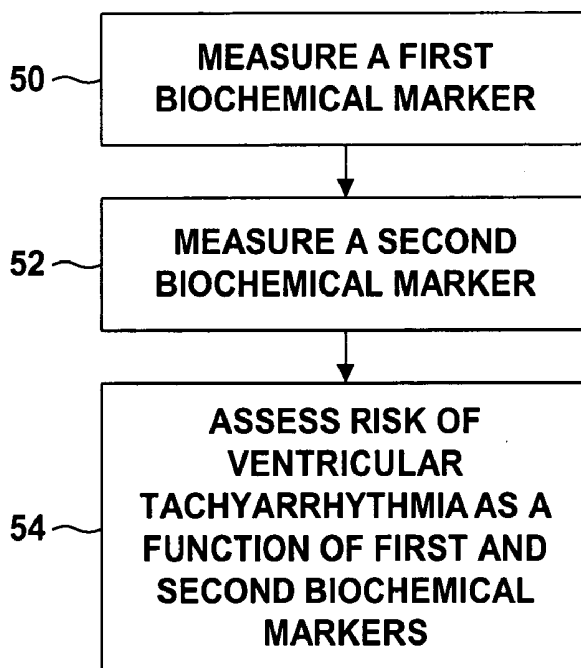 50
MEASURE A FIRST
BIOCHEMICAL MARKER
52
MEASURE A SECOND
BIOCHEMICAL MARKER
54
ASSESS RISK OF
VENTRICULAR
TACHYARRHYTHMIA AS A
FUNCTION OF FIRST AND
SECOND BIOCHEMICAL
MARKERS